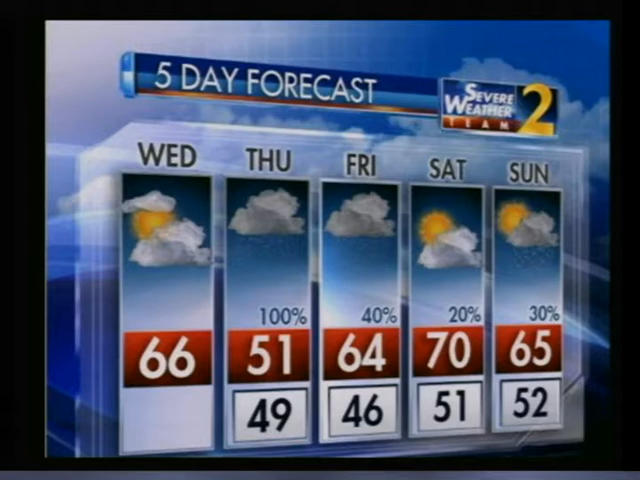 5 DAY FORECAST
SEVERE
WEATHER
TEAM
2
WED THU FRI SAT SUN
100% 40% 20% 30%
66 51 64 70 65
49 46 51 52